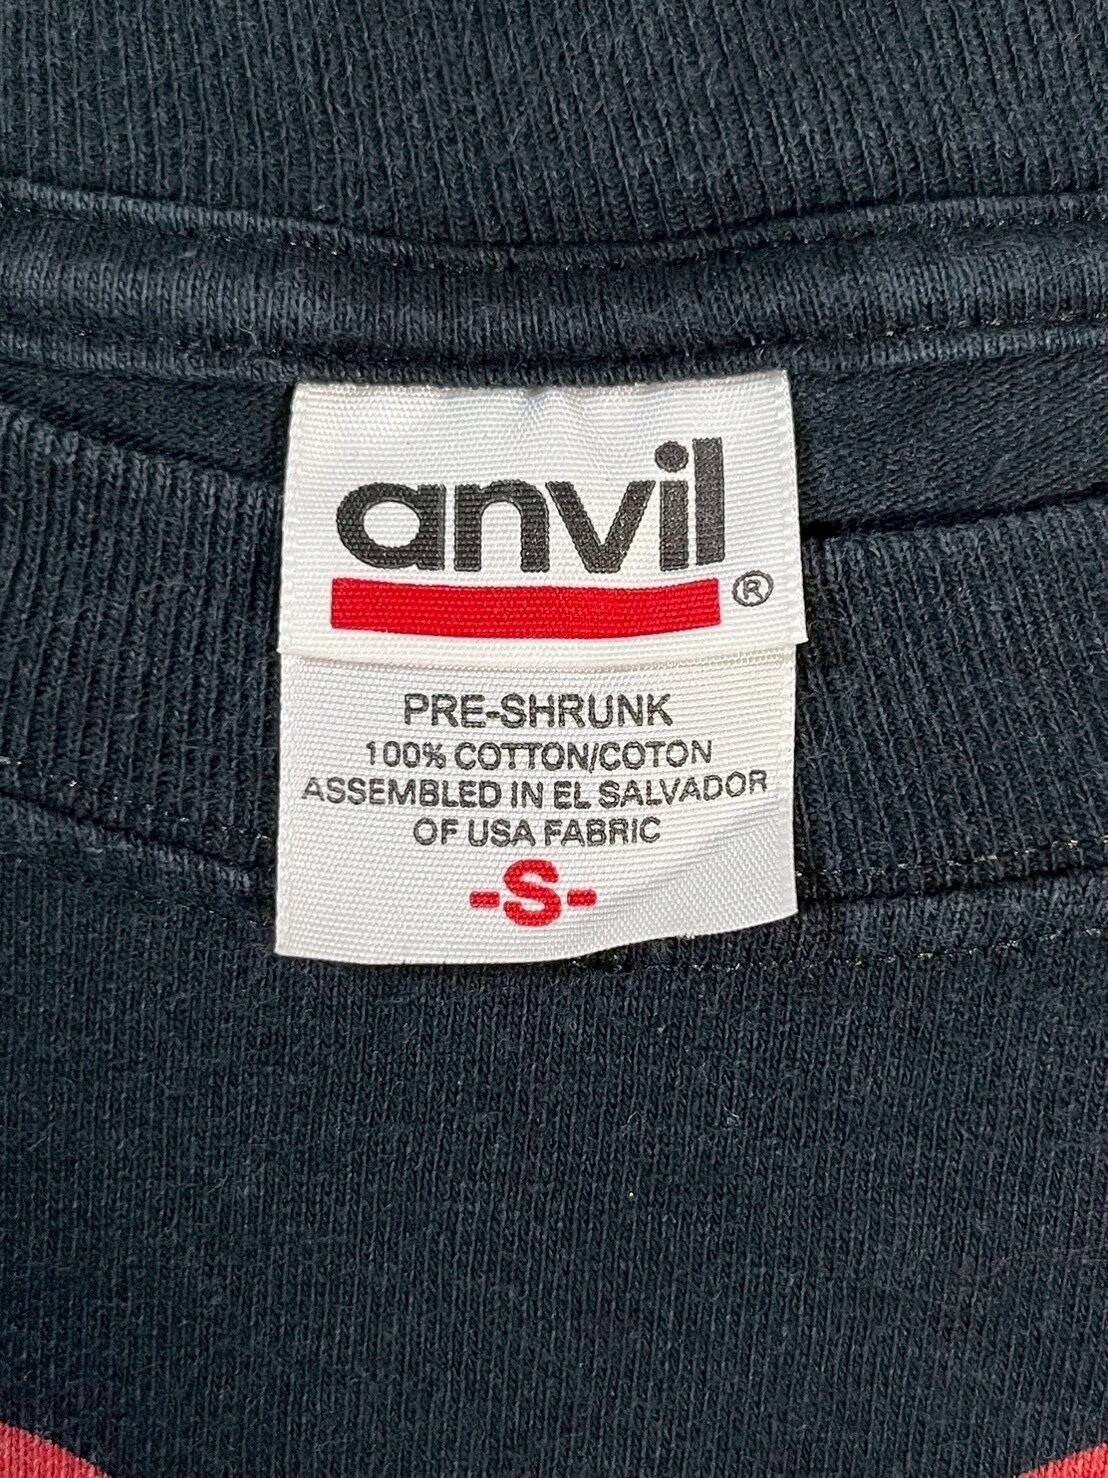 anvil®
PRE-SHRUNK
100% COTTON/COTON
ASSEMBLED IN EL SALVADOR
OF USA FABRIC
-S-